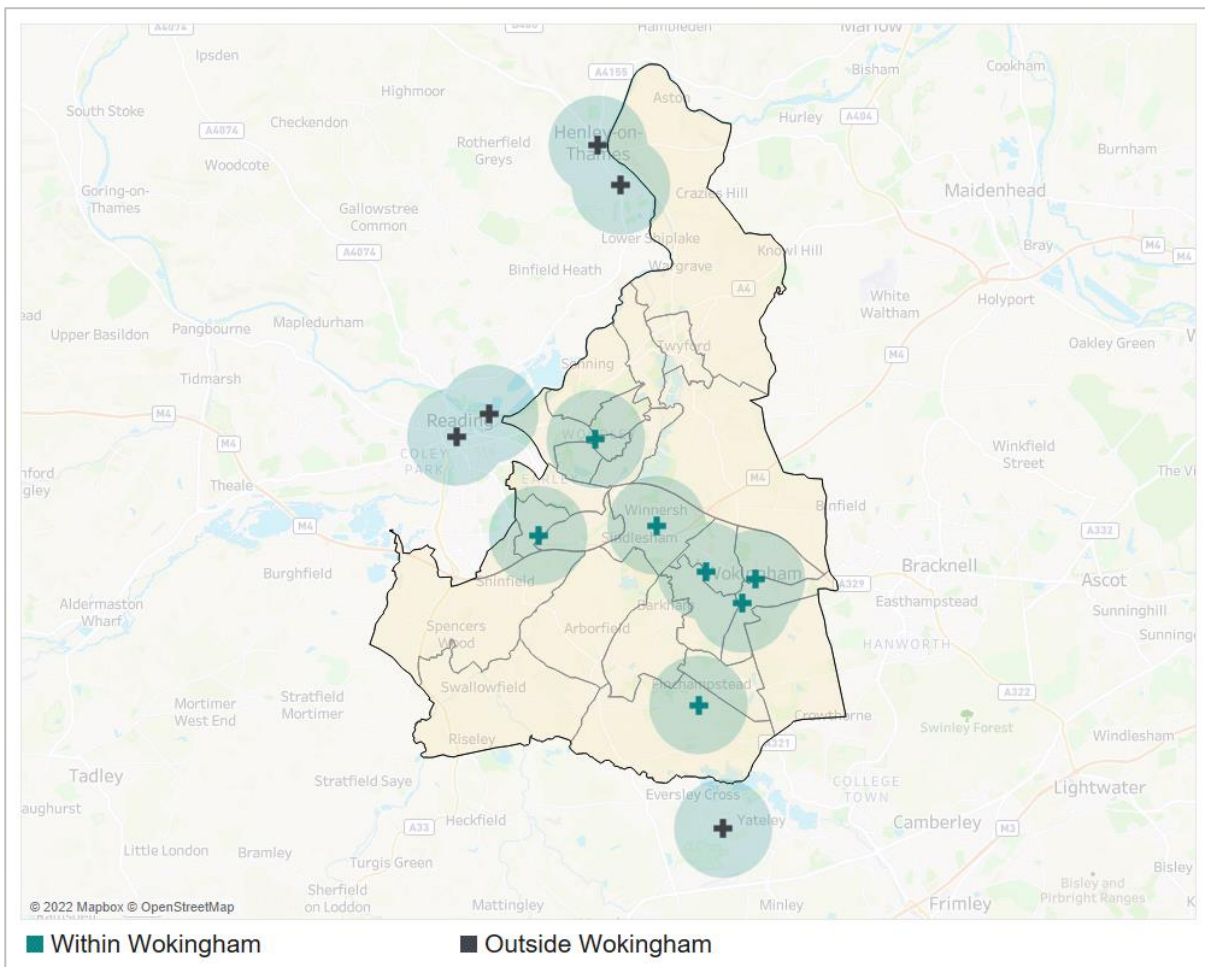 A4074
Hambleden
Ipsden
A4155
Bisham
Cookham
Highmoor
Aston
South Stoke
Hurley
Checkendon
A404
A4074
Henley-on-
Thames
Rotherfield
Greys
Burnham
Woodcote
Goring-on-
Thames
Crazies Hill
Maidenhead
Gallowstree
Common
Lower Shiplake
Knowl Hill
Bray
M4
M4
A4074
Binfield Heath
Wargrave
A4
White
Waltham
Holyport
Mapledurham
Pangbourne
Upper Basildon
Twyford
Oakley Green
M4
Sonning
Tidmarsh
M4
Reading
M4
COLEY
PARK
Winkfield
Street
Theale
M4
Binfield
Winnersh
M4
Sindlesham
A332
Burghfield
Shinfield
Wokingham
A329
Bracknell
Ascot
Aldermaston
Wharf
Barkham
Easthampstead
Sunninghill
Spencers
Wood
Arborfield
HANWORTH
Swallowfield
Finchampstead
A322
Mortimer
West End
Stratfield
Mortimer
Crowthorne
Swinley Forest
Riseley
A321
Windlesham
Tadley
Stratfield Saye
COLLEGE
TOWN
Lightwater
Eversley Cross
Heckfield
Yateley
A33
Camberley
M3
Little London
Bramley
Turgis Green
Bisley
Sherfield
on Loddon
Mattingley
Minley
Frimley
Bisley and
Pirbright Ranges
© 2022 Mapbox © OpenStreetMap
Within Wokingham
Outside Wokingham